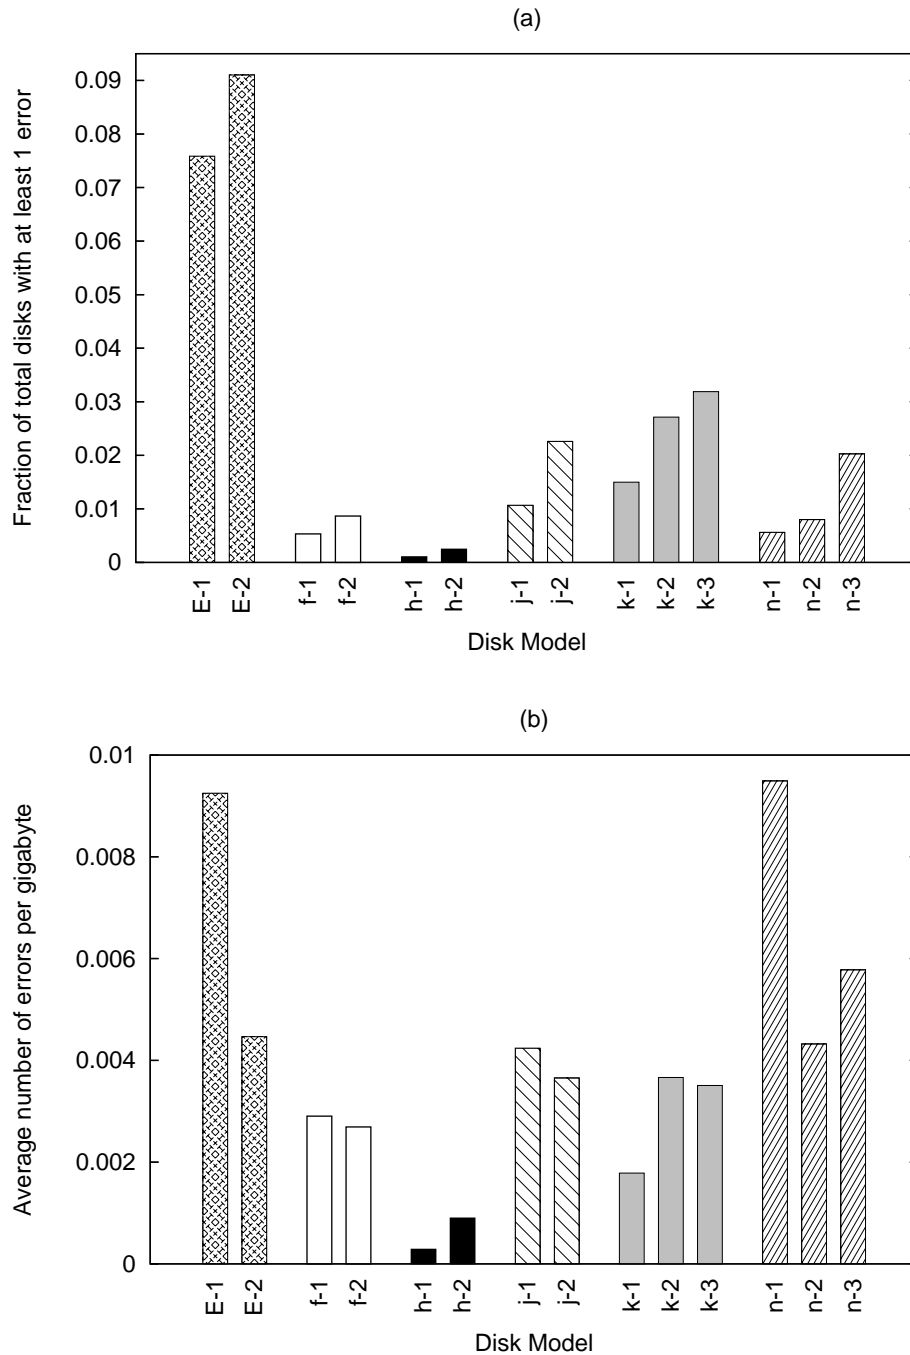 (a)
Fraction of total disks with at least 1 error
0.09
0.08
0.07
0.06
0.05
0.04
0.03
0.02
0.01
0
E-1
E-2
f-1
f-2
h-1
h-2
j-1
j-2
k-1
k-2
k-3
n-1
n-2
n-3
Disk Model
(b)
Average number of errors per gigabyte
0.01
0.008
0.006
0.004
0.002
0
E-1
E-2
f-1
f-2
h-1
h-2
j-1
j-2
k-1
k-2
k-3
n-1
n-2
n-3
Disk Model